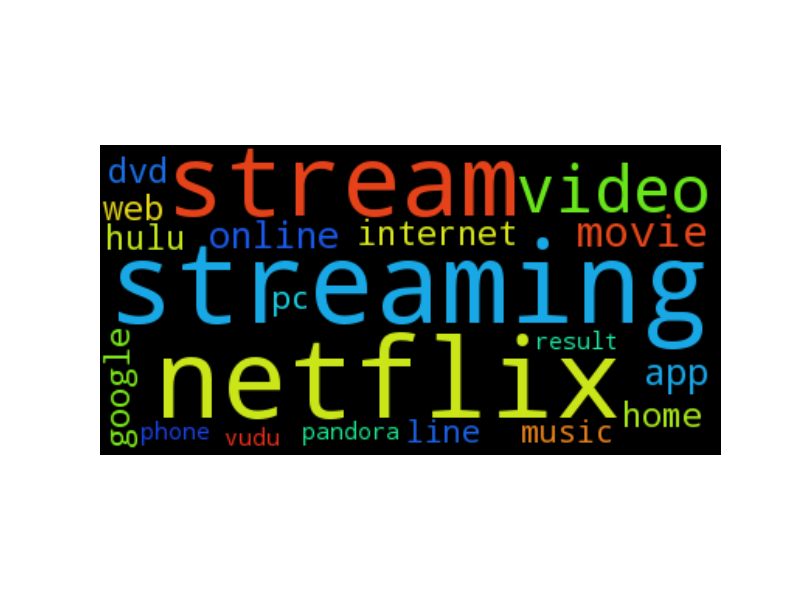 dvd
stream
video
web
hulu
online
internet
movie
streaming
pc
google
netflix
result
app
home
phone
vudu
pandora
line
music